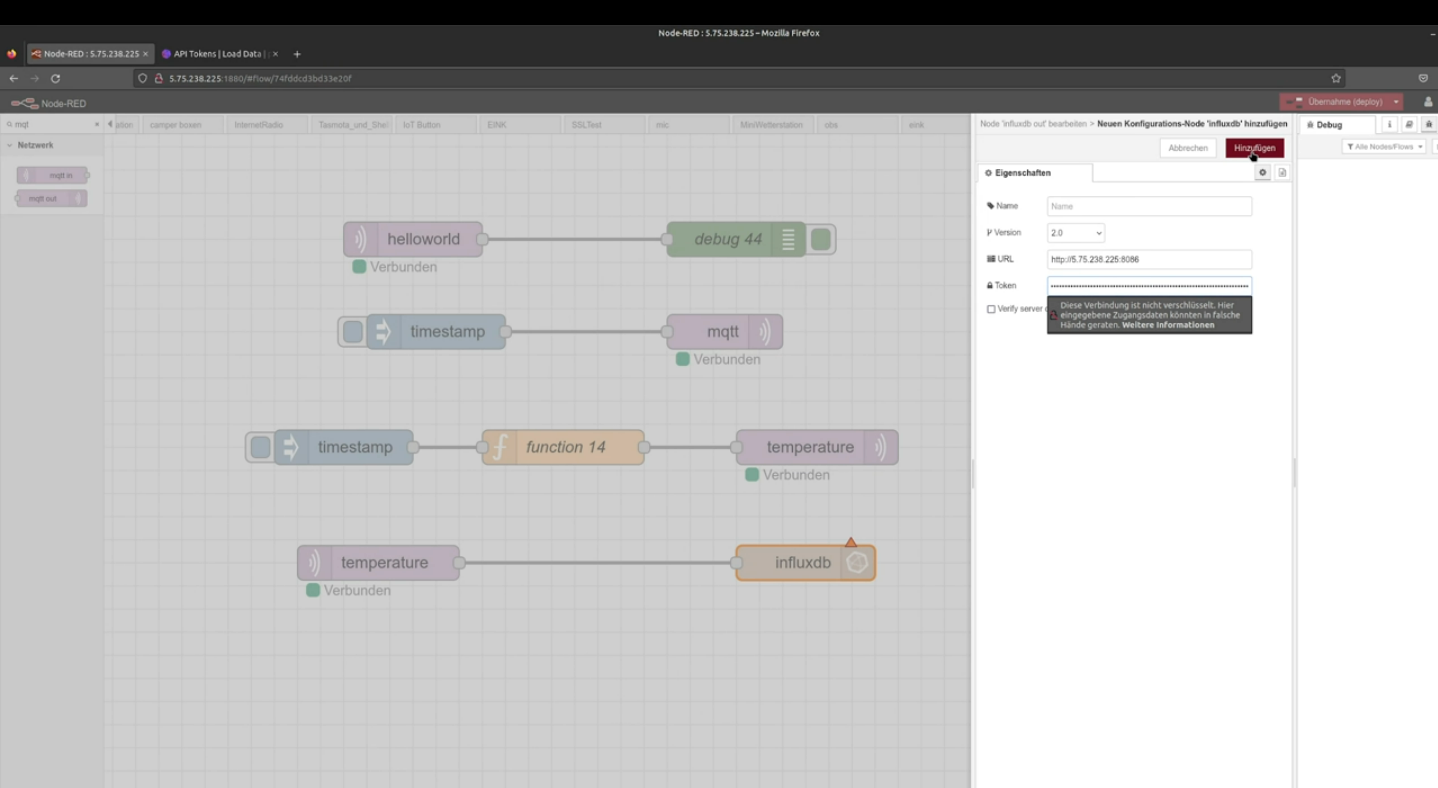 Node-RED : 5.75.238.225 – Mozilla Firefox
Node-RED : 5.75.238.225 ×
API Tokens | Load Data | ×
+
5.75.238.225:1880/#flow/74fddcd3bd33e20f
Node-RED
Übernahme (deploy)
mqt ×
ation
camper boxen
InternetRadio
Tasmota_und_Shel
IoT Button
EINK
SSLTest
mic
MiniWetterstation
obs
eink
Node 'influxdb out' bearbeiten > Neuen Konfigurations-Node 'influxdb' hinzufügen
Debug
i
Netzwerk
Abbrechen
Hinzufügen
Alle Nodes/Flows
mqtt in
mqtt out
Eigenschaften
Name
Name
Version
2.0
URL
http://5.75.238.225:8086
Token
Verify server
Diese Verbindung ist nicht verschlüsselt. Hier
eingegebene Zugangsdaten könnten in falsche
Hände geraten. Weitere Informationen
helloworld
debug 44
Verbunden
timestamp
mqtt
Verbunden
timestamp
function 14
temperature
Verbunden
temperature
influxdb
Verbunden